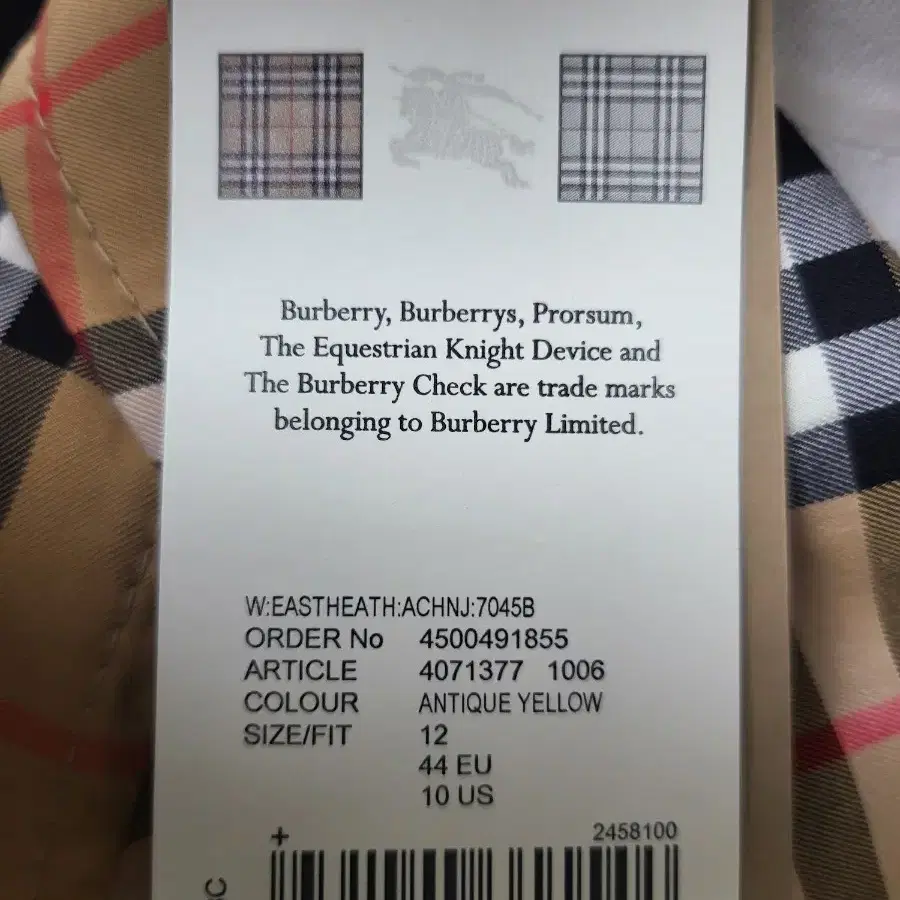 Burberry, Burberrys, Prorsum,
The Equestrian Knight Device and
The Burberry Check are trade marks
belonging to Burberry Limited.
W:EASTHEATH:ACHNJ:7045B
ORDER No 4500491855
ARTICLE 4071377 1006
COLOUR ANTIQUE YELLOW
SIZE/FIT 12
44 EU
10 US
+ 2458100
C